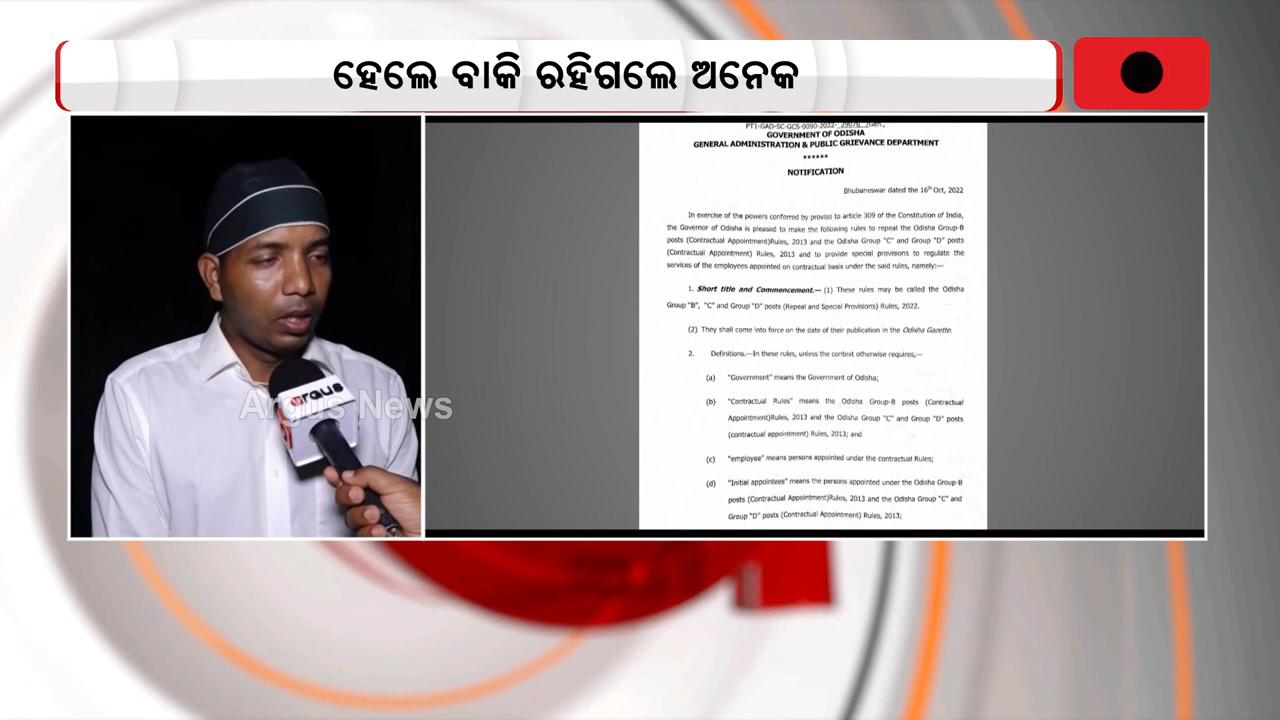 ହେଲେ ବାକି ରହିଗଲେ ଅନେକ
GOVERNMENT OF ODISHA
GENERAL ADMINISTRATION & PUBLIC GRIEVANCE DEPARTMENT
******
NOTIFICATION
Bhubaneswar dated the 16th Oct, 2022
In exercise of the powers conferred by proviso to article 309 of the Constitution of India,
the Governor of Odisha is pleased to make the following rules to repeal the Odisha Group-B
posts (Contractual Appointment)Rules, 2013 and the Odisha Group "C" and Group "D" posts
(Contractual Appointment) Rules, 2013 and to provide special provisions to regulate the
services of the employees appointed on contractual basis under the said rules, namely:—
1. Short title and Commencement.— (1) These rules may be called the Odisha
Group "B", "C" and Group "D" posts (Repeal and Special Provisions) Rules, 2022.
(2) They shall come into force on the date of their publication in the Odisha Gazette.
2. Definitions.—In these rules, unless the context otherwise requires,—
(a) "Government" means the Government of Odisha;
(b) "Contractual Rules" means the Odisha Group-B posts (Contractual
Appointment)Rules, 2013 and the Odisha Group "C" and Group "D" posts
(contractual appointment) Rules, 2013; and
(c) "employee" means persons appointed under the contractual Rules;
(d) "Initial appointees" means the persons appointed under the Odisha Group-B
posts (Contractual Appointment)Rules, 2013 and the Odisha Group "C" and
Group "D" posts (Contractual Appointment) Rules, 2013;
Argus News